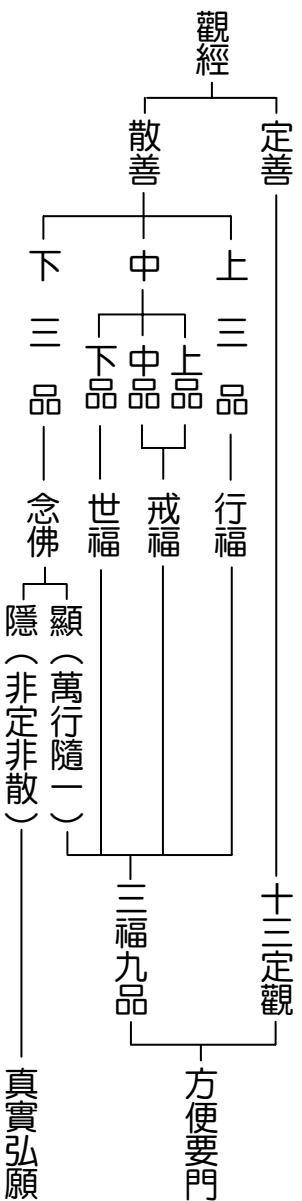 觀經
定善
散善
上三品
中
下三品
上品
中品
下品
行福
戒福
世福
念佛
顯（萬行隨一）
隱（非定非散）
十三定觀
三福九品
方便要門
真實弘願